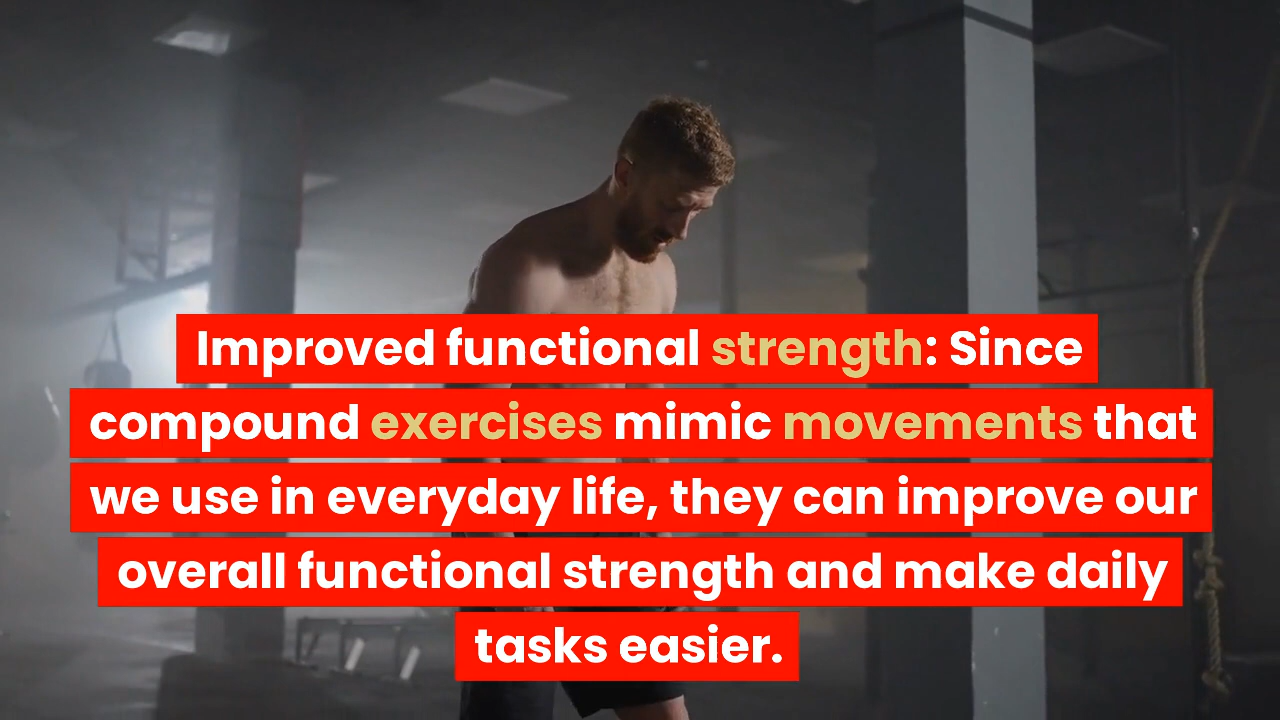 Improved functional strength: Since
compound exercises mimic movements that
we use in everyday life, they can improve our
overall functional strength and make daily
tasks easier.